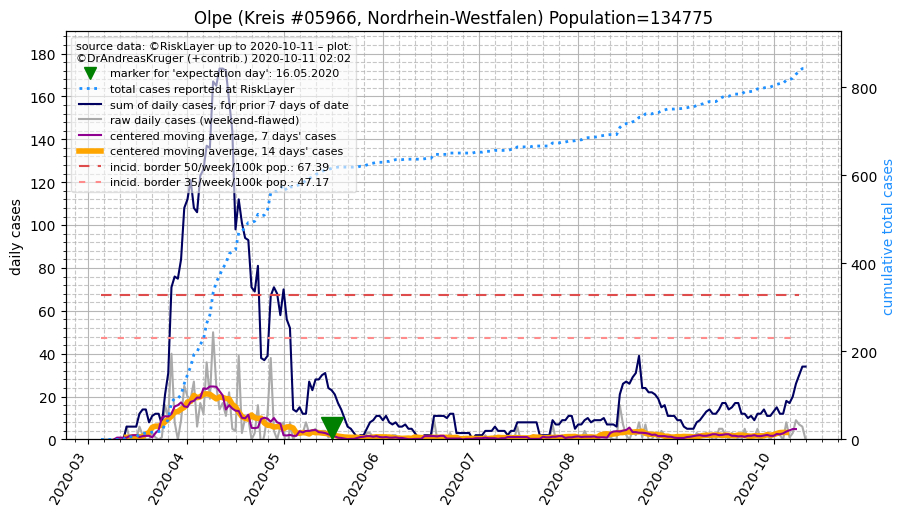 Olpe (Kreis #05966, Nordrhein-Westfalen) Population=134775
source data: ©RiskLayer up to 2020-10-11 – plot:
©DrAndreasKruger (+contrib.) 2020-10-11 02:02
marker for 'expectation day': 16.05.2020
total cases reported at RiskLayer
sum of daily cases, for prior 7 days of date
raw daily cases (weekend-flawed)
centered moving average, 7 days' cases
centered moving average, 14 days' cases
incid. border 50/week/100k pop.: 67.39
incid. border 35/week/100k pop.: 47.17
daily cases
180
160
140
120
100
80
60
40
20
0
cumulative total cases
800
600
400
200
0
2020-03
2020-04
2020-05
2020-06
2020-07
2020-08
2020-09
2020-10